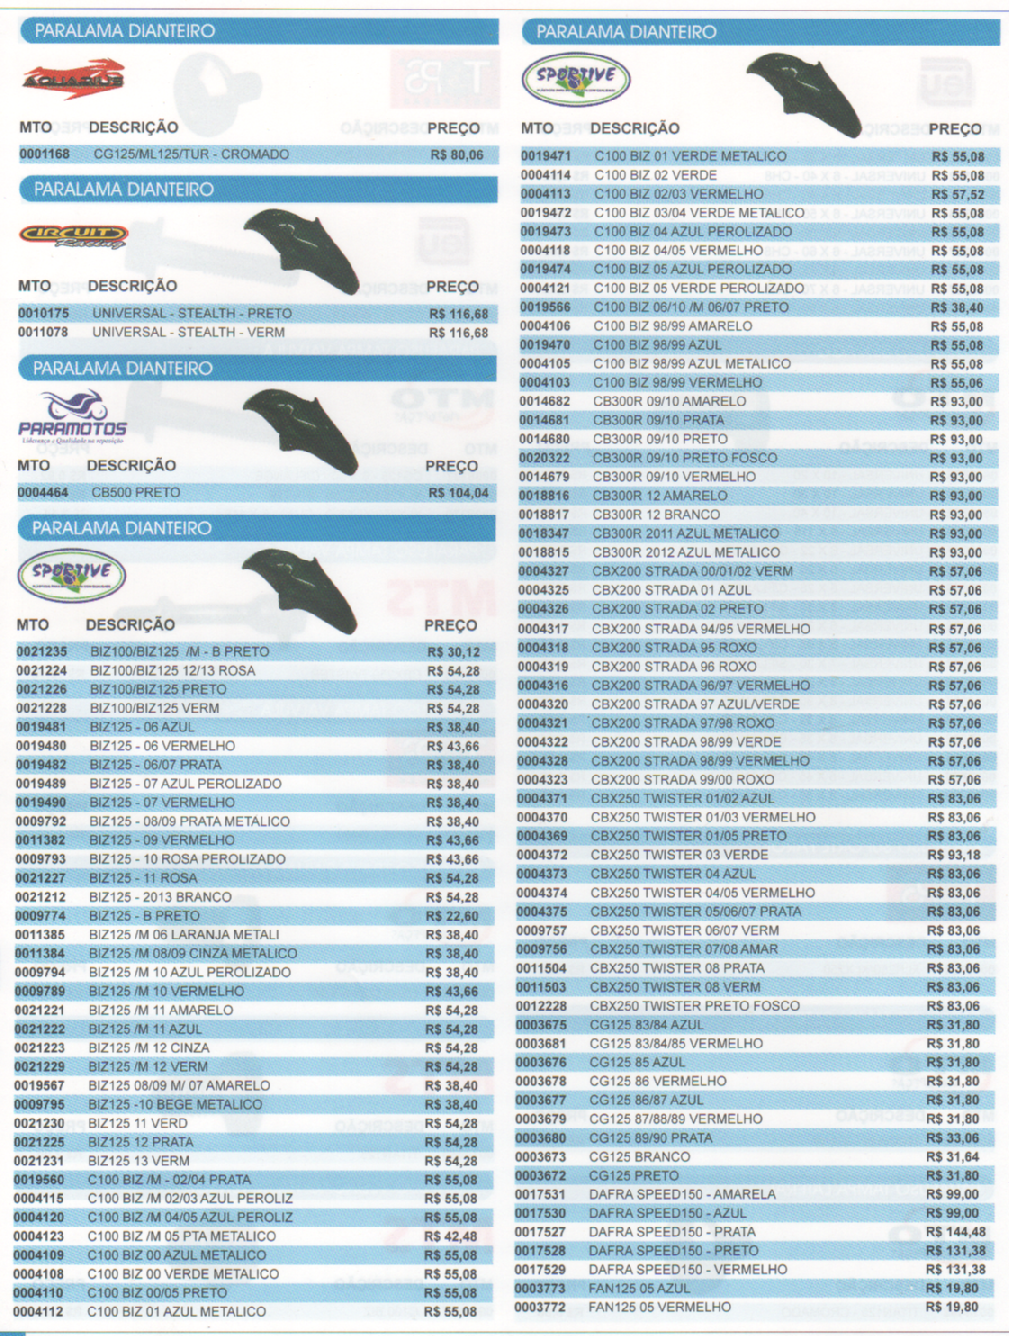 PARALAMA DIANTEIRO
AQUARIUS
MTO DESCRIÇÃO PREÇO
0001168 CG125/ML125/TUR - CROMADO R$ 80,06
PARALAMA DIANTEIRO
CIRCUIT
Racing
MTO DESCRIÇÃO PREÇO
0010175 UNIVERSAL - STEALTH - PRETO R$ 116,68
0011078 UNIVERSAL - STEALTH - VERM R$ 116,68
PARALAMA DIANTEIRO
PARAMOTOS
Liderança e Qualidade na reposição
MTO DESCRIÇÃO PREÇO
0004464 CB500 PRETO R$ 104,04
PARALAMA DIANTEIRO
SPORTIVE
MTO DESCRIÇÃO PREÇO
0021235 BIZ100/BIZ125 /M - B PRETO R$ 30,12
0021224 BIZ100/BIZ125 12/13 ROSA R$ 54,28
0021226 BIZ100/BIZ125 PRETO R$ 54,28
0021228 BIZ100/BIZ125 VERM R$ 54,28
0019481 BIZ125 - 06 AZUL R$ 38,40
0019480 BIZ125 - 06 VERMELHO R$ 43,66
0019482 BIZ125 - 06/07 PRATA R$ 38,40
0019489 BIZ125 - 07 AZUL PEROLIZADO R$ 38,40
0019490 BIZ125 - 07 VERMELHO R$ 38,40
0009792 BIZ125 - 08/09 PRATA METALICO R$ 38,40
0011382 BIZ125 - 09 VERMELHO R$ 43,66
0009793 BIZ125 - 10 ROSA PEROLIZADO R$ 43,66
0021227 BIZ125 - 11 ROSA R$ 54,28
0021212 BIZ125 - 2013 BRANCO R$ 54,28
0009774 BIZ125 - B PRETO R$ 22,60
0011385 BIZ125 /M 06 LARANJA METALI R$ 38,40
0011384 BIZ125 /M 08/09 CINZA METALICO R$ 38,40
0009794 BIZ125 /M 10 AZUL PEROLIZADO R$ 38,40
0009789 BIZ125 /M 10 VERMELHO R$ 43,66
0021221 BIZ125 /M 11 AMARELO R$ 54,28
0021222 BIZ125 /M 11 AZUL R$ 54,28
0021223 BIZ125 /M 12 CINZA R$ 54,28
0021229 BIZ125 /M 12 VERM R$ 54,28
0019567 BIZ125 08/09 M/ 07 AMARELO R$ 38,40
0009795 BIZ125 -10 BEGE METALICO R$ 38,40
0021230 BIZ125 11 VERD R$ 54,28
0021225 BIZ125 12 PRATA R$ 54,28
0021231 BIZ125 13 VERM R$ 54,28
0019560 C100 BIZ /M - 02/04 PRATA R$ 55,08
0004115 C100 BIZ /M 02/03 AZUL PEROLIZ R$ 55,08
0004120 C100 BIZ /M 04/05 AZUL PEROLIZ R$ 55,08
0004123 C100 BIZ /M 05 PTA METALICO R$ 42,48
0004109 C100 BIZ 00 AZUL METALICO R$ 55,08
0004108 C100 BIZ 00 VERDE METALICO R$ 55,08
0004110 C100 BIZ 00/05 PRETO R$ 55,08
0004112 C100 BIZ 01 AZUL METALICO R$ 55,08
PARALAMA DIANTEIRO
SPORTIVE
MTO DESCRIÇÃO PREÇO
0019471 C100 BIZ 01 VERDE METALICO R$ 55,08
0004114 C100 BIZ 02 VERDE R$ 55,08
0004113 C100 BIZ 02/03 VERMELHO R$ 57,52
0019472 C100 BIZ 03/04 VERDE METALICO R$ 55,08
0019473 C100 BIZ 04 AZUL PEROLIZADO R$ 55,08
0004118 C100 BIZ 04/05 VERMELHO R$ 55,08
0019474 C100 BIZ 05 AZUL PEROLIZADO R$ 55,08
0004121 C100 BIZ 05 VERDE PEROLIZADO R$ 55,08
0019566 C100 BIZ 06/10 /M 06/07 PRETO R$ 38,40
0004106 C100 BIZ 98/99 AMARELO R$ 55,08
0019470 C100 BIZ 98/99 AZUL R$ 55,08
0004105 C100 BIZ 98/99 AZUL METALICO R$ 55,08
0004103 C100 BIZ 98/99 VERMELHO R$ 55,06
0014682 CB300R 09/10 AMARELO R$ 93,00
0014681 CB300R 09/10 PRATA R$ 93,00
0014680 CB300R 09/10 PRETO R$ 93,00
0020322 CB300R 09/10 PRETO FOSCO R$ 93,00
0014679 CB300R 09/10 VERMELHO R$ 93,00
0018816 CB300R 12 AMARELO R$ 93,00
0018817 CB300R 12 BRANCO R$ 93,00
0018347 CB300R 2011 AZUL METALICO R$ 93,00
0018815 CB300R 2012 AZUL METALICO R$ 93,00
0004327 CBX200 STRADA 00/01/02 VERM R$ 57,06
0004325 CBX200 STRADA 01 AZUL R$ 57,06
0004326 CBX200 STRADA 02 PRETO R$ 57,06
0004317 CBX200 STRADA 94/95 VERMELHO R$ 57,06
0004318 CBX200 STRADA 95 ROXO R$ 57,06
0004319 CBX200 STRADA 96 ROXO R$ 57,06
0004316 CBX200 STRADA 96/97 VERMELHO R$ 57,06
0004320 CBX200 STRADA 97 AZUL/VERDE R$ 57,06
0004321 CBX200 STRADA 97/98 ROXO R$ 57,06
0004322 CBX200 STRADA 98/99 VERDE R$ 57,06
0004328 CBX200 STRADA 98/99 VERMELHO R$ 57,06
0004323 CBX200 STRADA 99/00 ROXO R$ 57,06
0004371 CBX250 TWISTER 01/02 AZUL R$ 83,06
0004370 CBX250 TWISTER 01/03 VERMELHO R$ 83,06
0004369 CBX250 TWISTER 01/05 PRETO R$ 83,06
0004372 CBX250 TWISTER 03 VERDE R$ 93,18
0004373 CBX250 TWISTER 04 AZUL R$ 83,06
0004374 CBX250 TWISTER 04/05 VERMELHO R$ 83,06
0004375 CBX250 TWISTER 05/06/07 PRATA R$ 83,06
0009757 CBX250 TWISTER 06/07 VERM R$ 83,06
0009756 CBX250 TWISTER 07/08 AMAR R$ 83,06
0011504 CBX250 TWISTER 08 PRATA R$ 83,06
0011503 CBX250 TWISTER 08 VERM R$ 83,06
0012228 CBX250 TWISTER PRETO FOSCO R$ 83,06
0003675 CG125 83/84 AZUL R$ 31,80
0003681 CG125 83/84/85 VERMELHO R$ 31,80
0003676 CG125 85 AZUL R$ 31,80
0003678 CG125 86 VERMELHO R$ 31,80
0003677 CG125 86/87 AZUL R$ 31,80
0003679 CG125 87/88/89 VERMELHO R$ 31,80
0003680 CG125 89/90 PRATA R$ 33,06
0003673 CG125 BRANCO R$ 31,64
0003672 CG125 PRETO R$ 31,80
0017531 DAFRA SPEED150 - AMARELA R$ 99,00
0017530 DAFRA SPEED150 - AZUL R$ 99,00
0017527 DAFRA SPEED150 - PRATA R$ 144,48
0017528 DAFRA SPEED150 - PRETO R$ 131,38
0017529 DAFRA SPEED150 - VERMELHO R$ 131,38
0003773 FAN125 05 AZUL R$ 19,80
0003772 FAN125 05 VERMELHO R$ 19,80